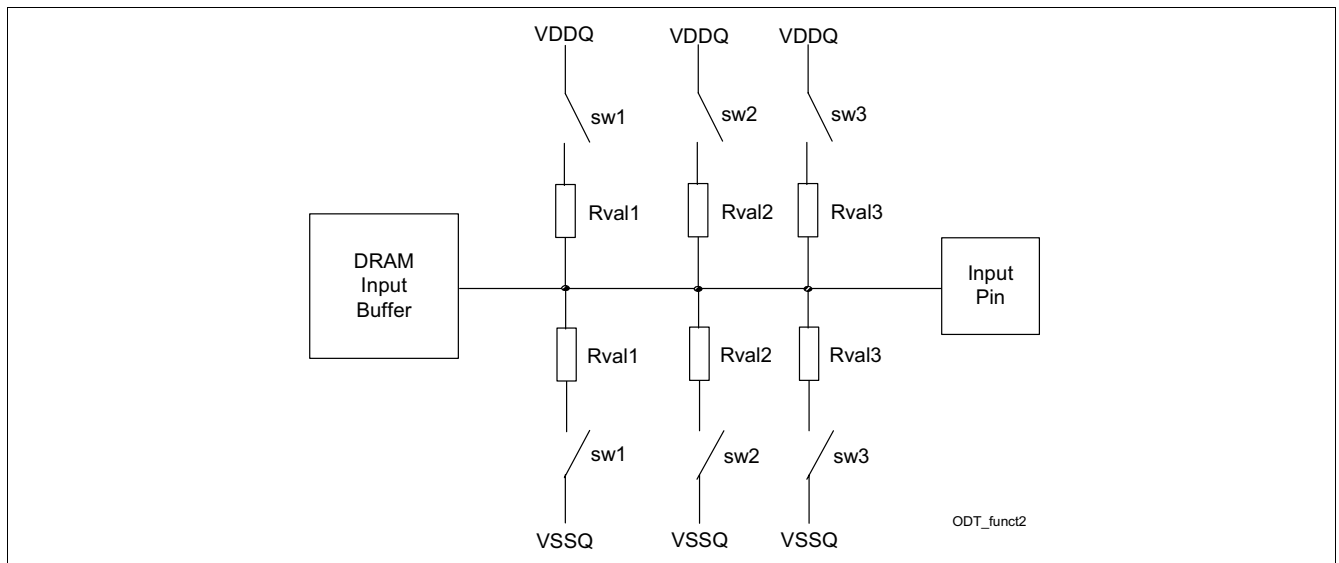 VDDQ VDDQ VDDQ
sw1 sw2 sw3
Rval1 Rval2 Rval3
DRAM
Input
Buffer
Input
Pin
Rval1 Rval2 Rval3
sw1 sw2 sw3
ODT_funct2
VSSQ VSSQ VSSQ